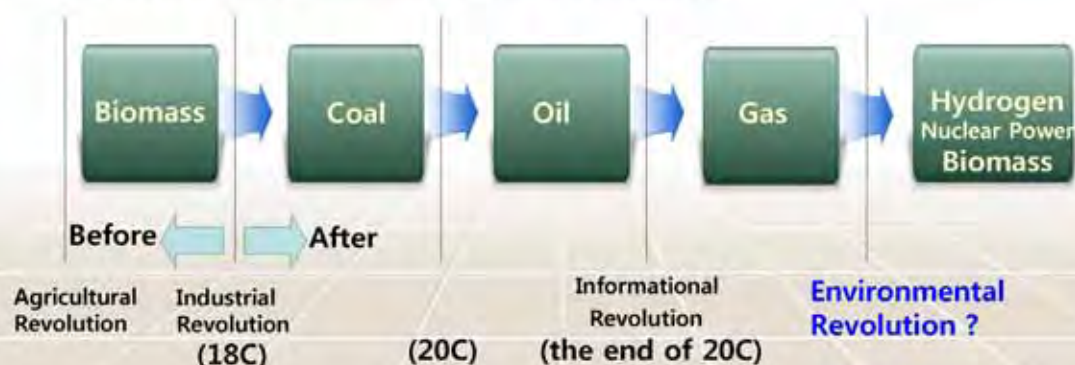 Biomass
Coal
Oil
Gas
Hydrogen
Nuclear Power
Biomass
Before
After
Agricultural
Revolution
Industrial
Revolution
(18C)
(20C)
Informational
Revolution
(the end of 20C)
Environmental
Revolution ?